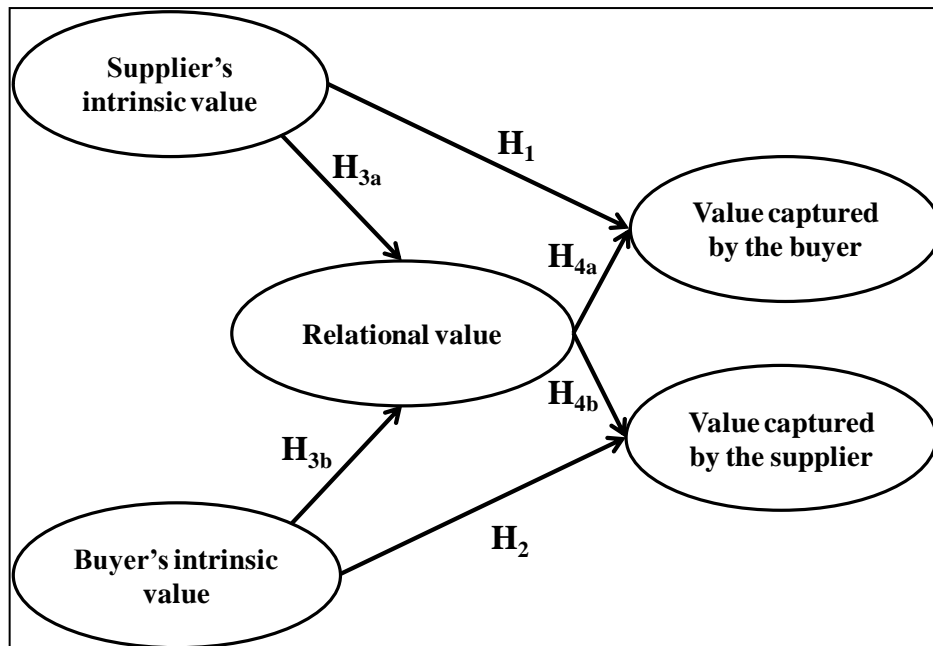 Supplier's
intrinsic value
H1
H3a
Value captured
by the buyer
H4a
Relational value
H4b
Value captured
by the supplier
H3b
H2
Buyer's intrinsic
value